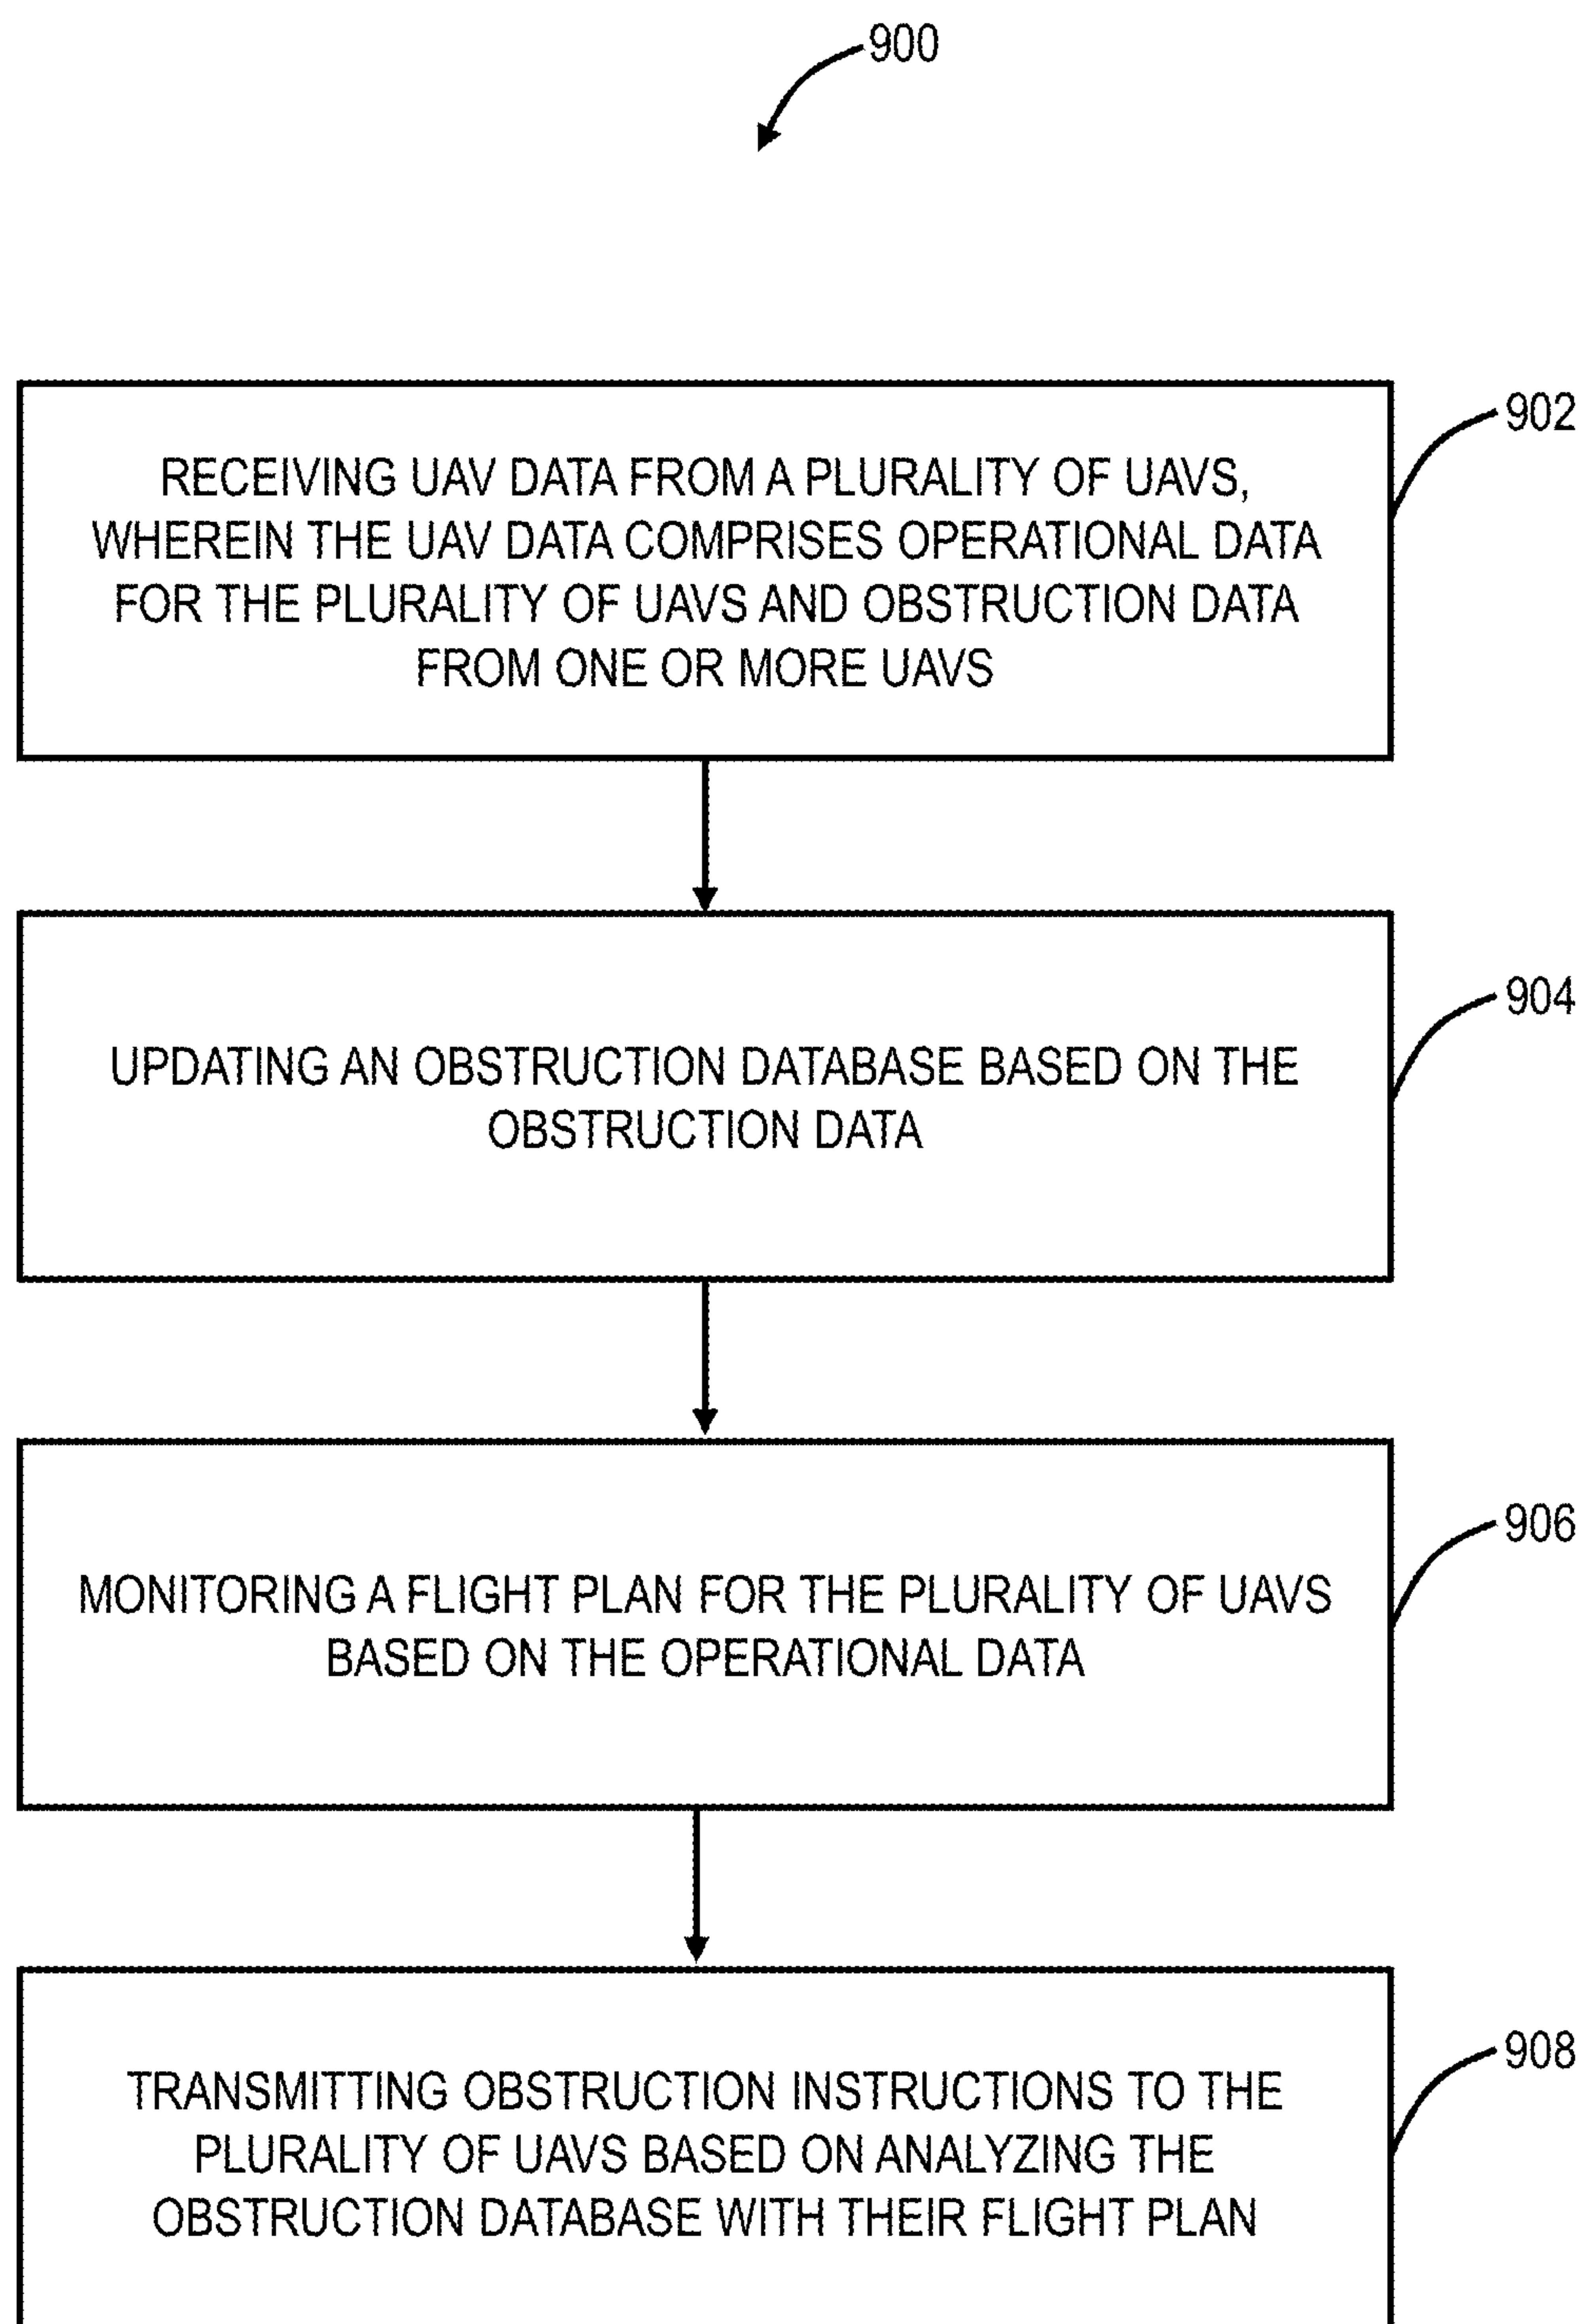 900
902
RECEIVING UAV DATA FROM A PLURALITY OF UAVS,
WHEREIN THE UAV DATA COMPRISES OPERATIONAL DATA
FOR THE PLURALITY OF UAVS AND OBSTRUCTION DATA
FROM ONE OR MORE UAVS
904
UPDATING AN OBSTRUCTION DATABASE BASED ON THE
OBSTRUCTION DATA
906
MONITORING A FLIGHT PLAN FOR THE PLURALITY OF UAVS
BASED ON THE OPERATIONAL DATA
908
TRANSMITTING OBSTRUCTION INSTRUCTIONS TO THE
PLURALITY OF UAVS BASED ON ANALYZING THE
OBSTRUCTION DATABASE WITH THEIR FLIGHT PLAN